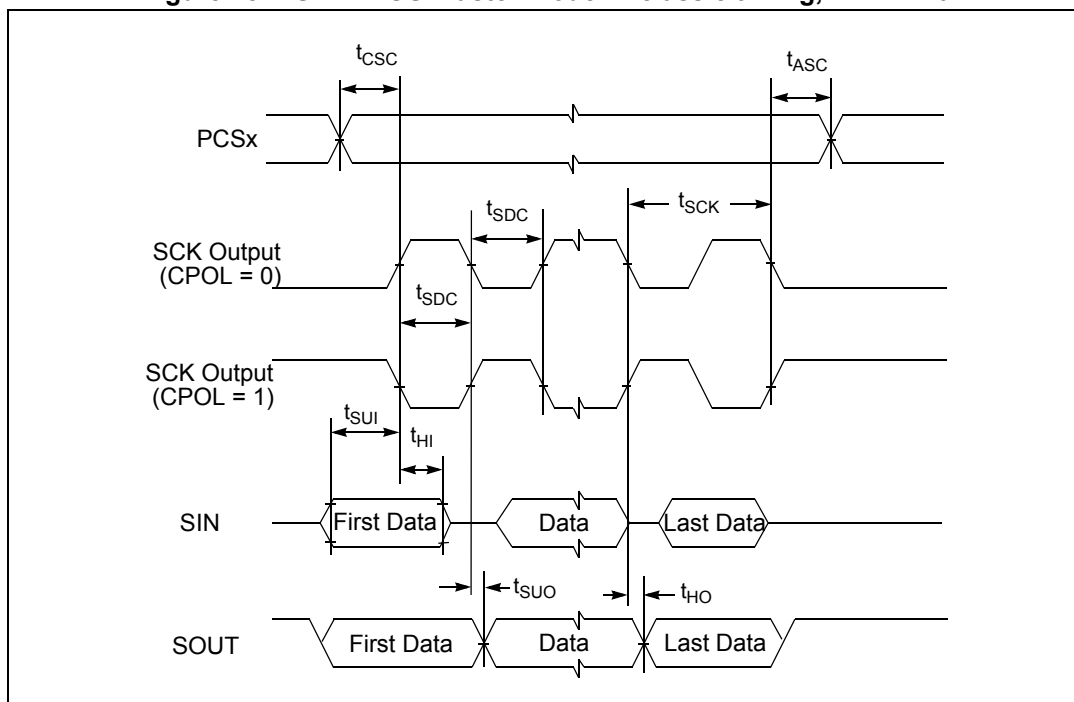 tCSC
tASC
PCSx
tSCK
tSDC
SCK Output
(CPOL = 0)
tSDC
SCK Output
(CPOL = 1)
tSUI
tHI
SIN
First Data
Data
Last Data
tSUO
tHO
SOUT
First Data
Data
Last Data